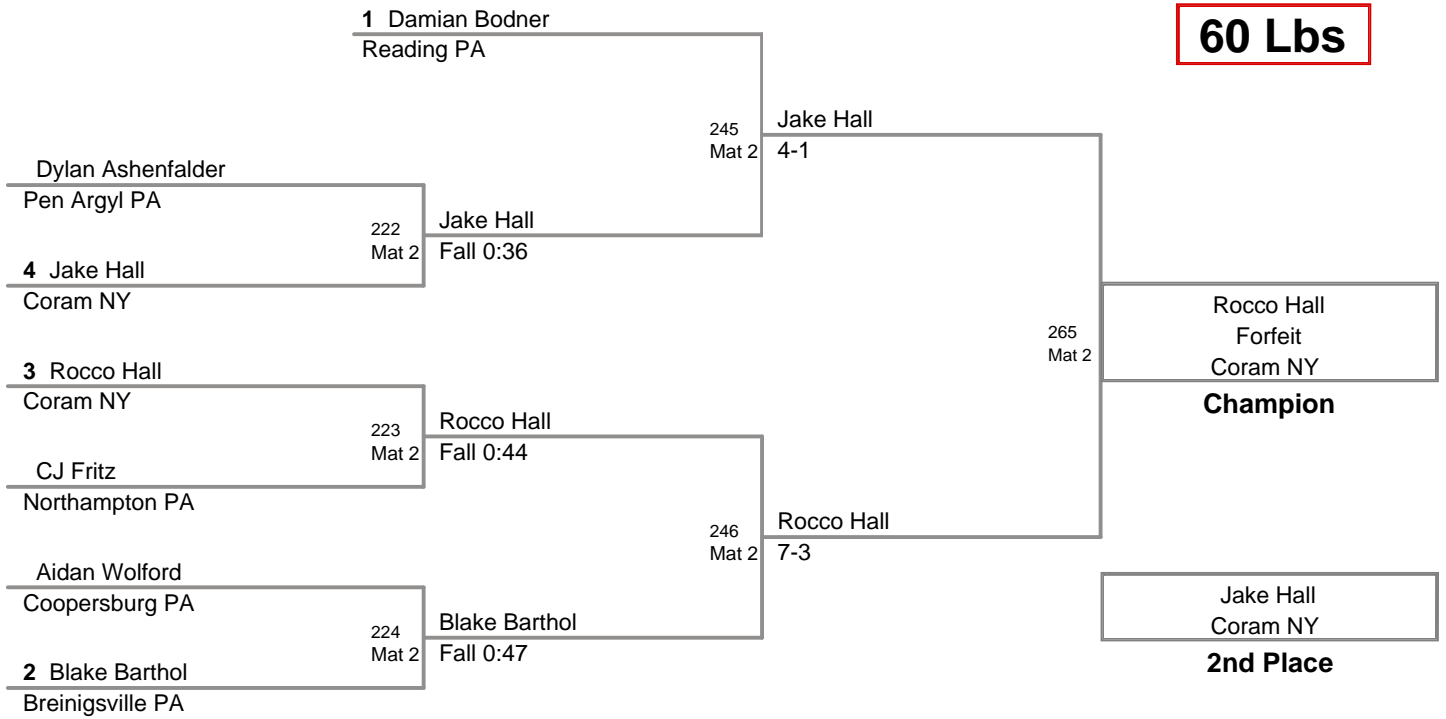 1 Damian Bodner
Reading PA
60 Lbs
245
Mat 2
Jake Hall
4-1
Dylan Ashenfalder
Pen Argyl PA
222
Mat 2
Jake Hall
Fall 0:36
4 Jake Hall
Coram NY
265
Mat 2
Rocco Hall
Forfeit
Coram NY
Champion
3 Rocco Hall
Coram NY
223
Mat 2
Rocco Hall
Fall 0:44
CJ Fritz
Northampton PA
246
Mat 2
Rocco Hall
7-3
Aidan Wolford
Coopersburg PA
224
Mat 2
Blake Barthol
Fall 0:47
2 Blake Barthol
Breinigsville PA
Jake Hall
Coram NY
2nd Place